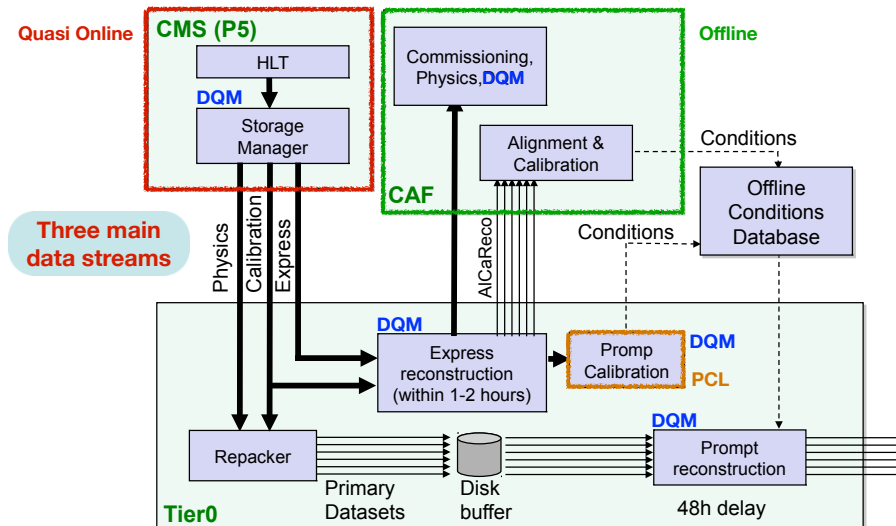 Quasi Online
CMS (P5)
HLT
DQM
Storage
Manager
Offline
Commissioning,
Physics,DQM
Alignment &
Calibration
CAF
Conditions
Offline
Conditions
Database
Conditions
Three main
data streams
Physics
Calibration
Express
AlCaReco
DQM
Express
reconstruction
(within 1-2 hours)
Promp
Calibration
DQM
PCL
Repacker
Primary
Datasets
Disk
buffer
DQM
Prompt
reconstruction
48h delay
Tier0